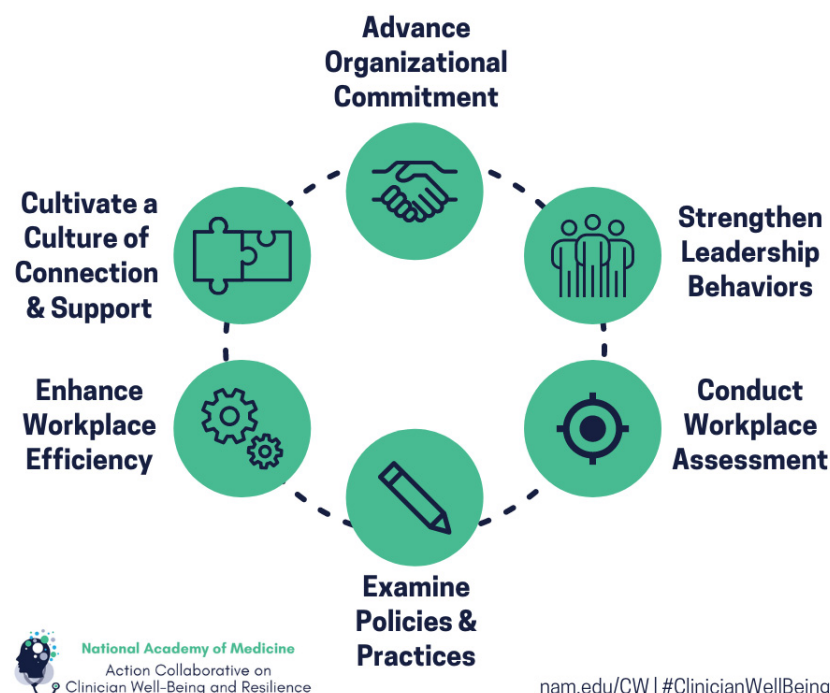 Advance
Organizational
Commitment
Strengthen
Leadership
Behaviors
Conduct
Workplace
Assessment
Examine
Policies &
Practices
Enhance
Workplace
Efficiency
Cultivate a
Culture of
Connection
& Support
National Academy of Medicine
Action Collaborative on
Clinician Well-Being and Resilience
nam.edu/CW | #ClinicianWellBeing